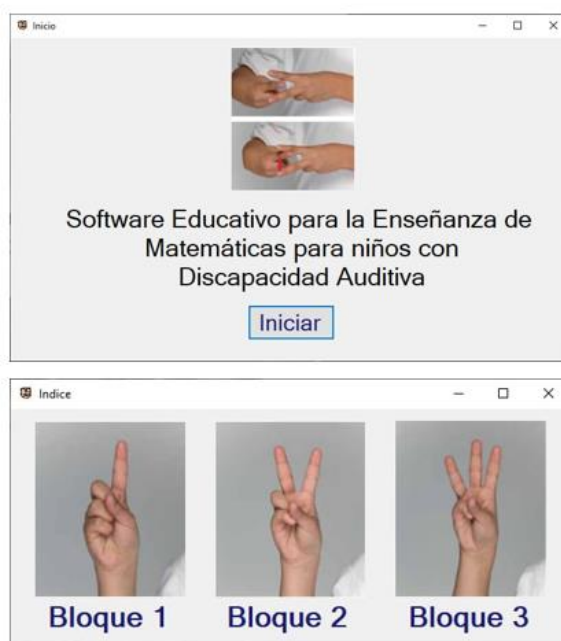 Inicio
Software Educativo para la Enseñanza de
Matemáticas para niños con
Discapacidad Auditiva
Iniciar
Indice
Bloque 1 Bloque 2 Bloque 3